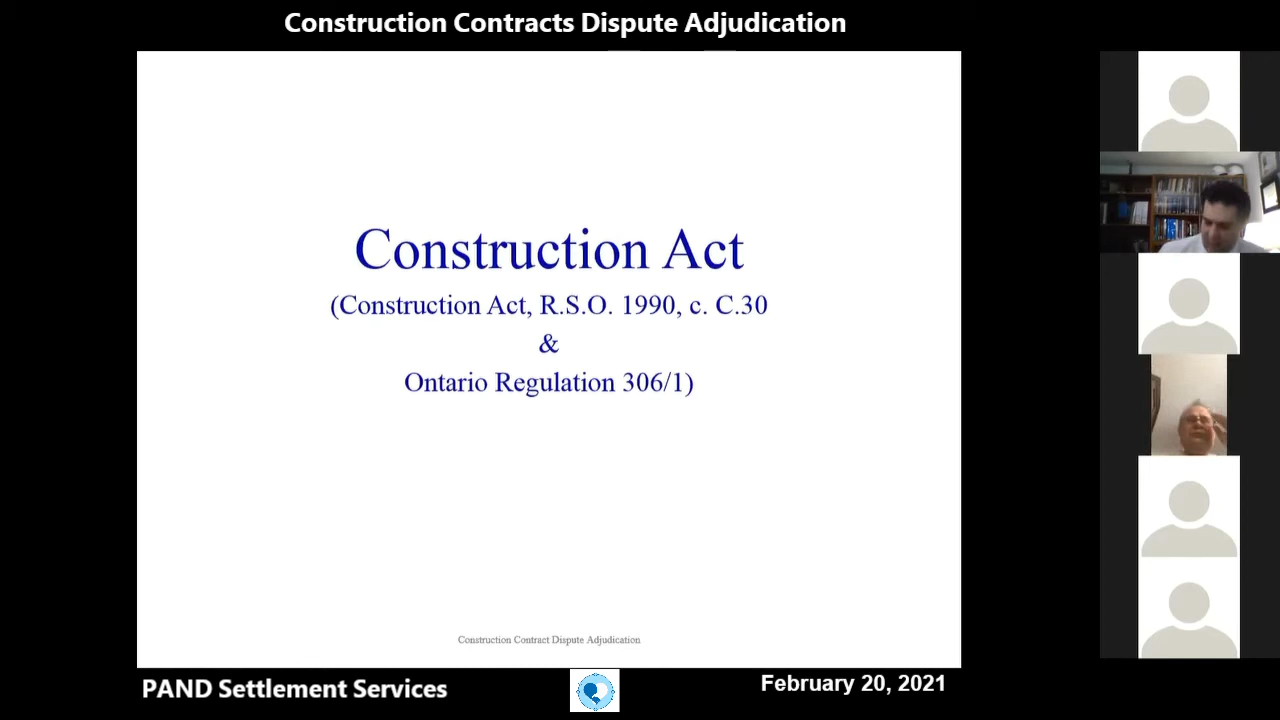 Construction Contracts Dispute Adjudication
Construction Act
(Construction Act, R.S.O. 1990, c. C.30
&
Ontario Regulation 306/1)
Construction Contract Dispute Adjudication
PAND Settlement Services
February 20, 2021